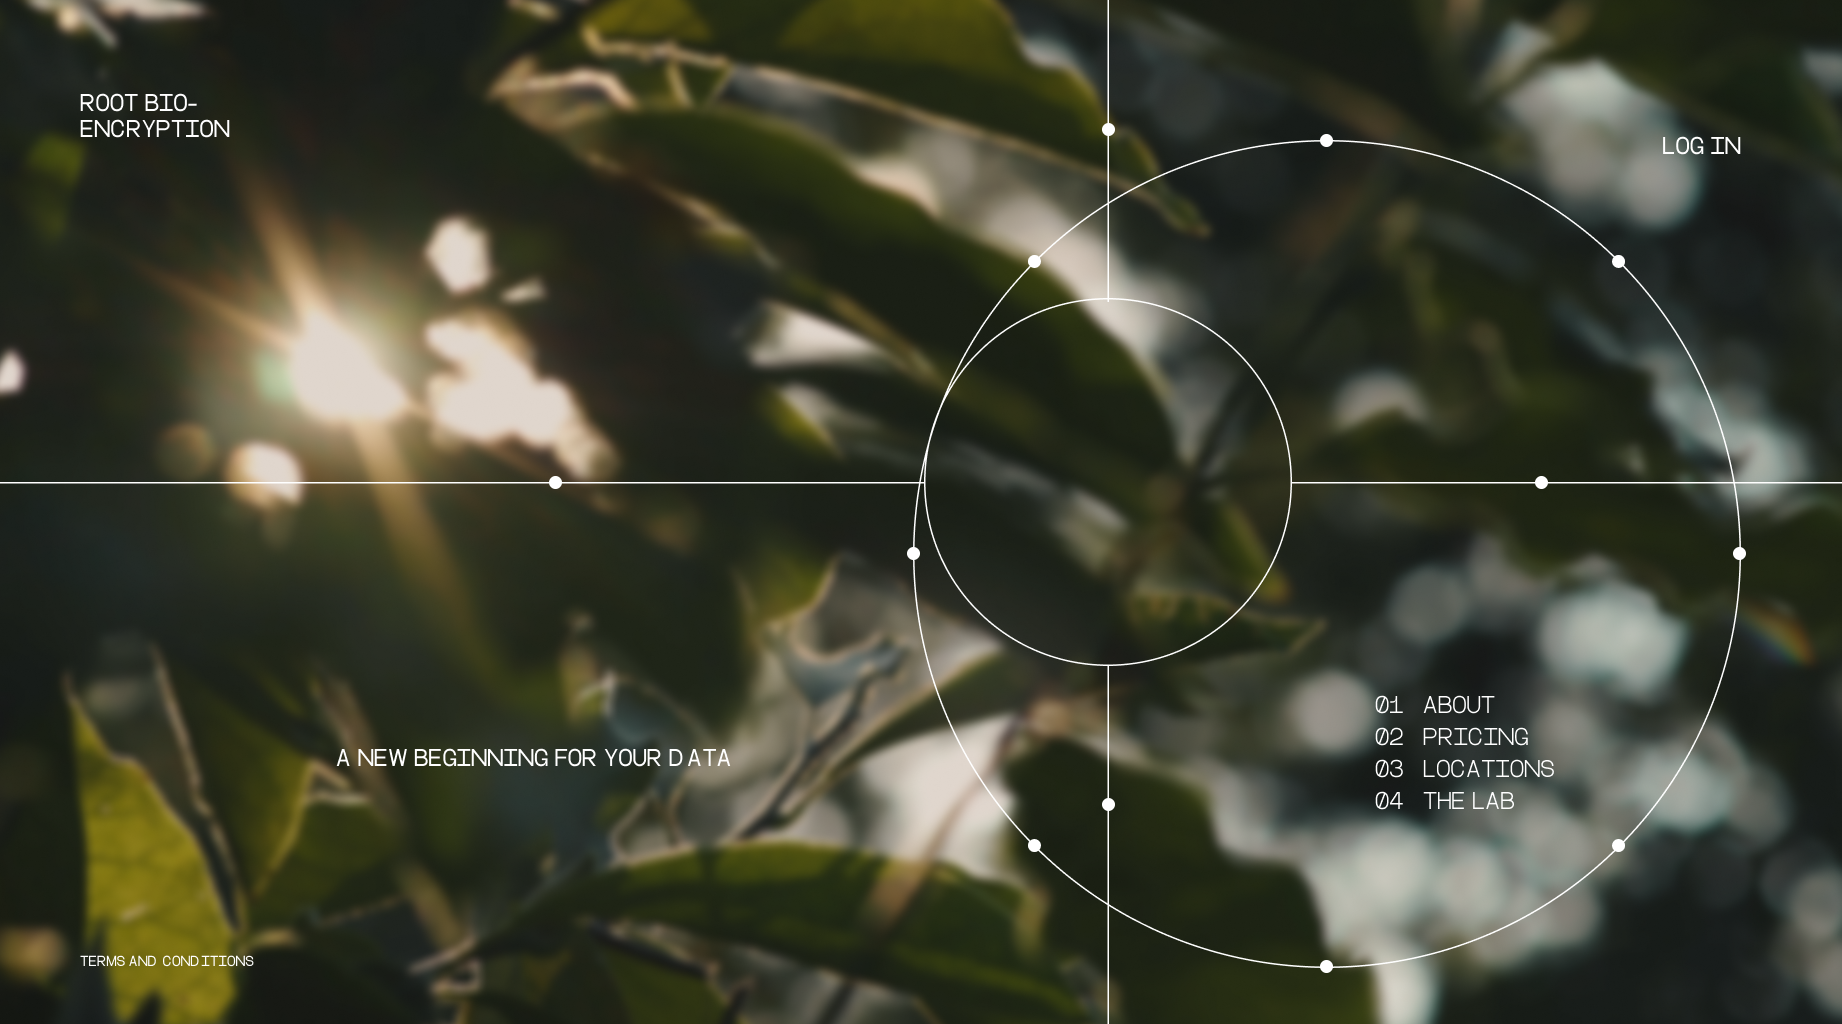 ROOT BIO-
ENCRYPTION
LOG IN
A NEW BEGINNING FOR YOUR DATA
01 ABOUT
02 PRICING
03 LOCATIONS
04 THE LAB
TERMS AND CONDITIONS